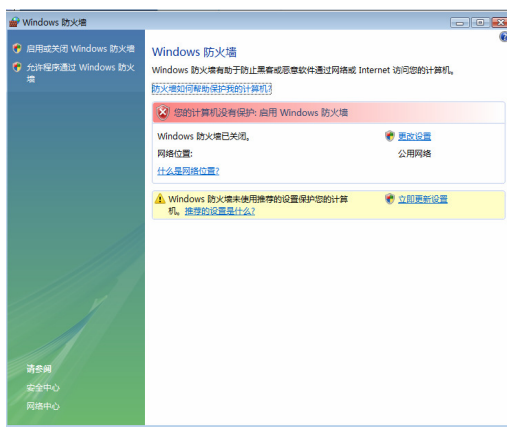 Windows 防火墙
启用或关闭 Windows 防火墙
允许程序通过 Windows 防火
墙
Windows 防火墙
Windows 防火墙有助于防止黑客或恶意软件通过网络或 Internet 访问您的计算机。
防火墙如何帮助保护我的计算机?
您的计算机没有保护: 启用 Windows 防火墙
Windows 防火墙已关闭。 更改设置
网络位置: 公用网络
什么是网络位置?
Windows 防火墙未使用推荐的设置保护您的计算 立即更新设置
机。 推荐的设置是什么?
请参阅
安全中心
网络中心